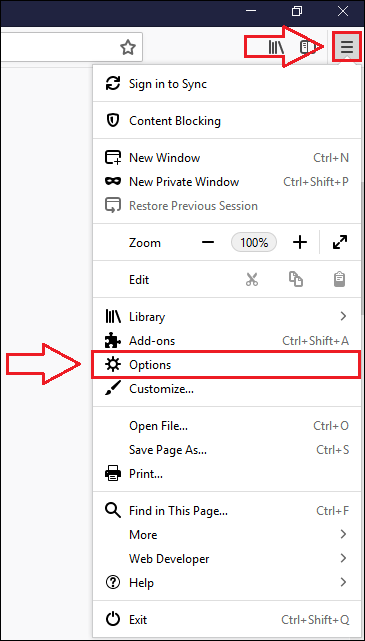 Sign in to Sync
Content Blocking
New Window Ctrl+N
New Private Window Ctrl+Shift+P
Restore Previous Session
Zoom 100%
Edit
Library
Add-ons Ctrl+Shift+A
Options
Customize...
Open File... Ctrl+O
Save Page As... Ctrl+S
Print...
Find in This Page... Ctrl+F
More
Web Developer
Help
Exit Ctrl+Shift+Q